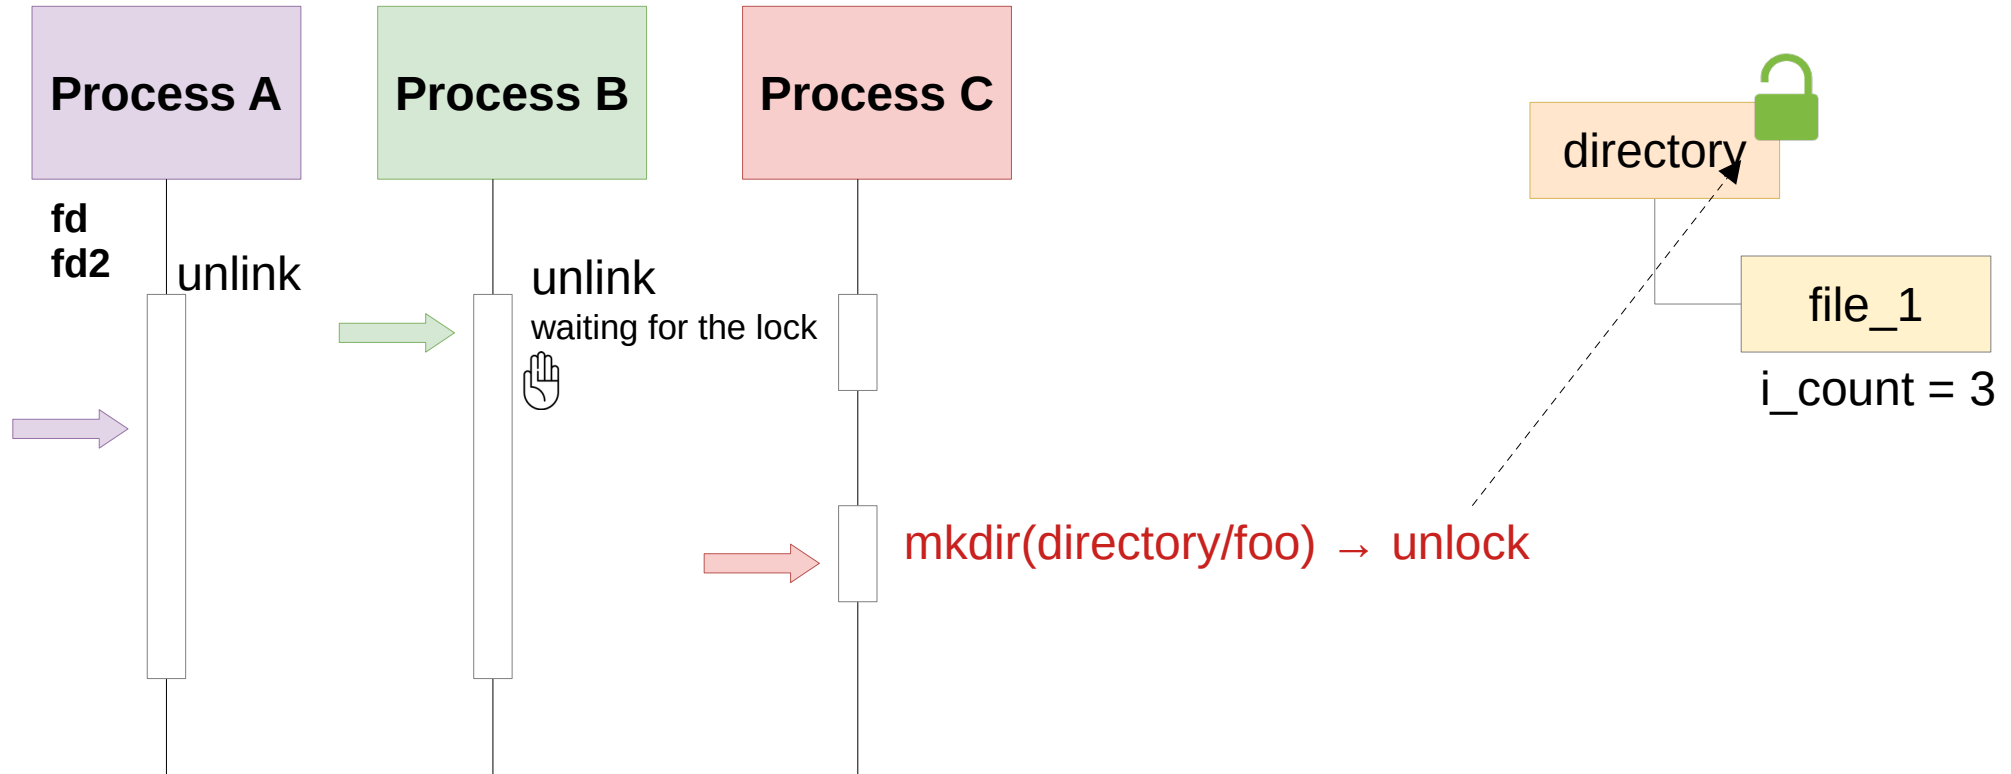 Process A
Process B
Process C
directory
fd
fd2
unlink
unlink
waiting for the lock
file_1
i_count = 3
mkdir(directory/foo) → unlock